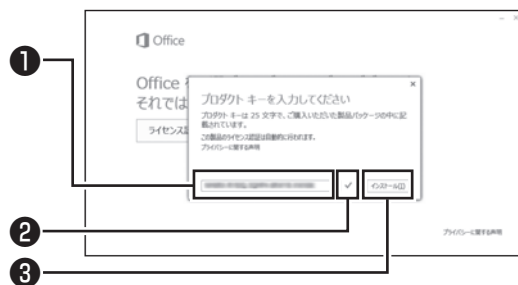 Office
Office
それでは
ライセンス認
プロダクト キーを入力してください
プロダクト キーは 25 文字で、ご購入いただいた製品パッケージの中に記
載されています。
この製品のライセンス認証は自動的に行われます。
プライバシーに関する声明
インストール(I)
プライバシーに関する声明
❶
❷
❸